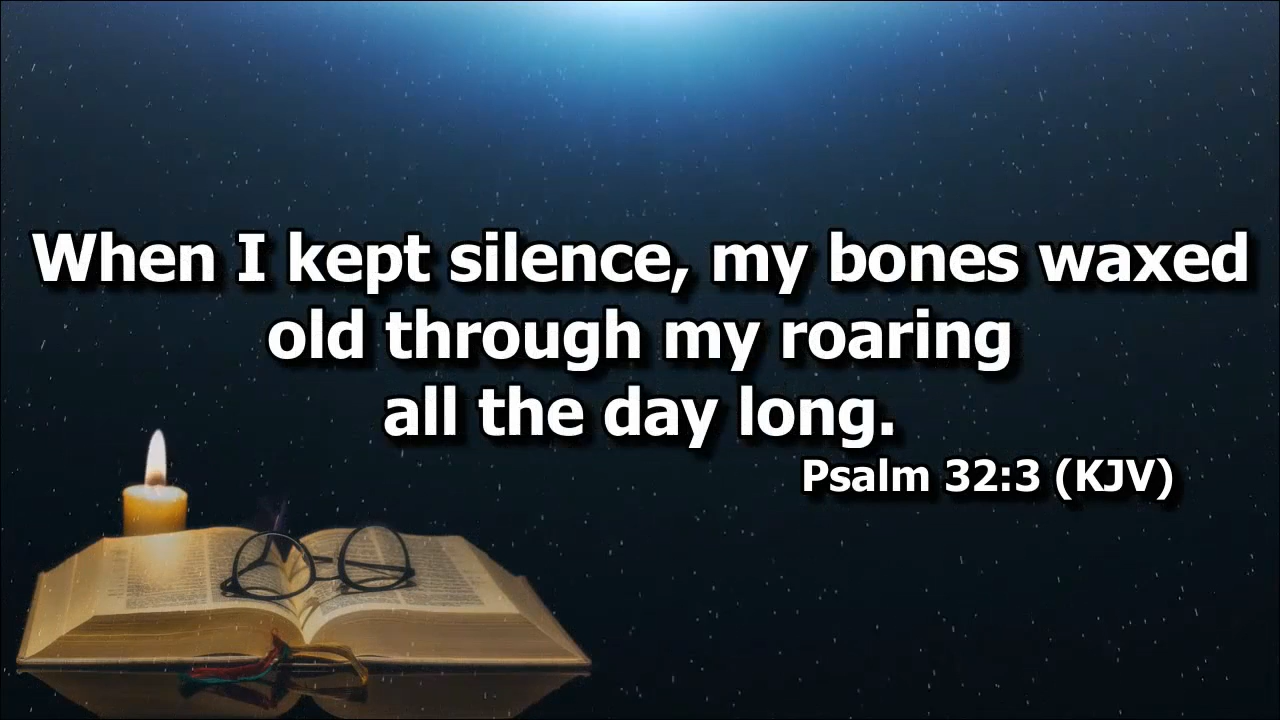 When I kept silence, my bones waxed
old through my roaring
all the day long.
Psalm 32:3 (KJV)